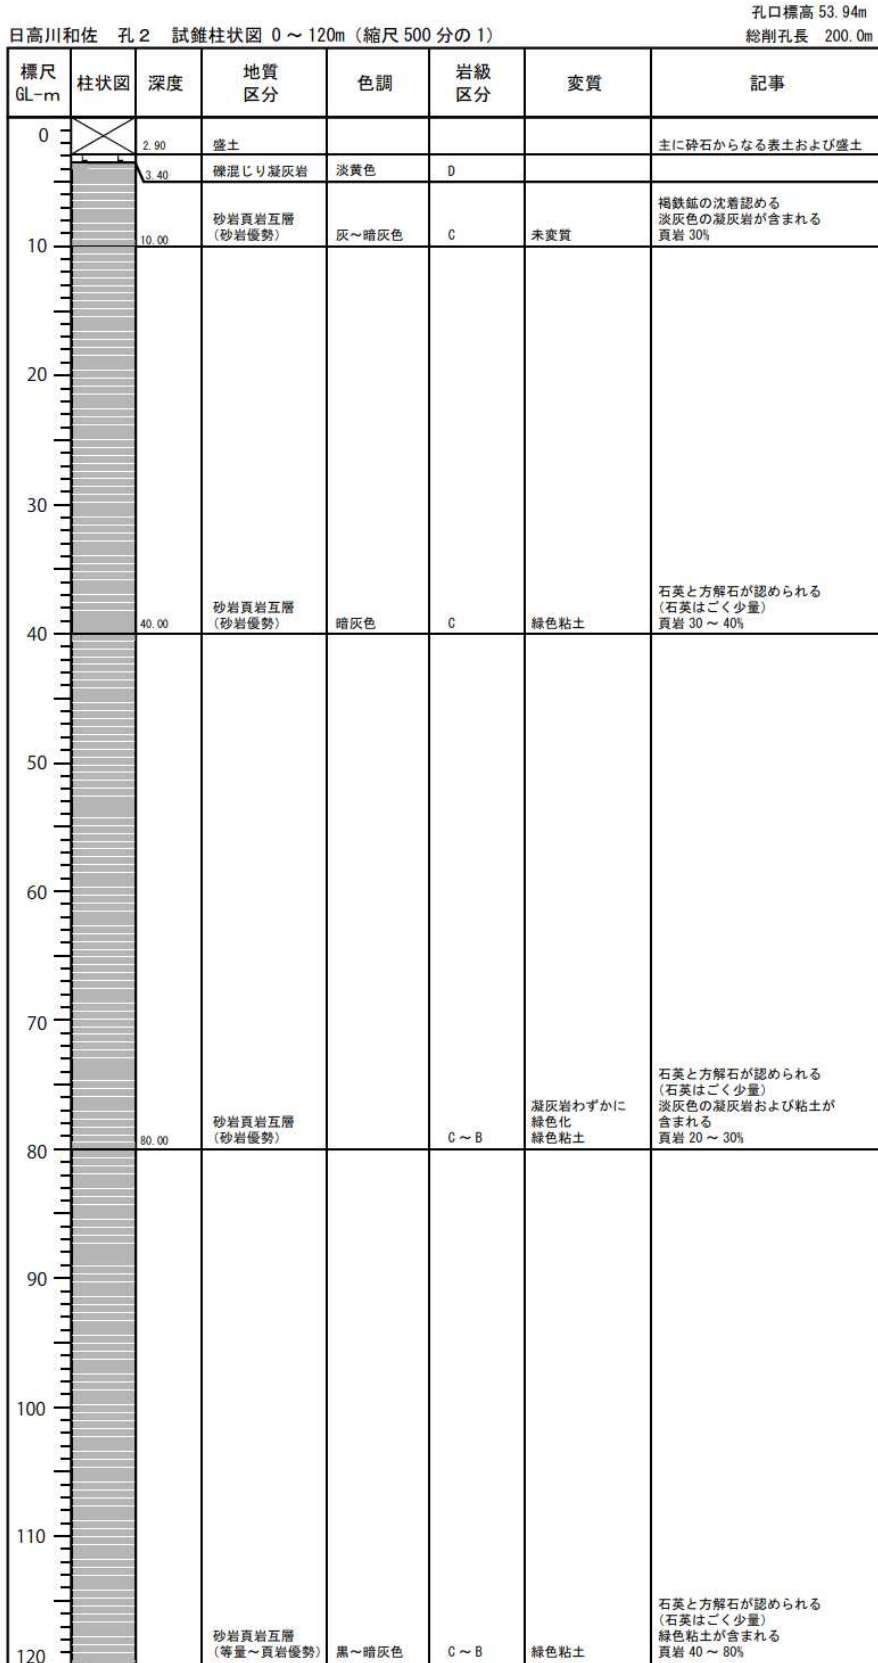 孔口標高 53.94m
日高川和佐 孔２ 試錐柱状図 0～120m（縮尺 500 分の 1）
総削孔長 200.0m
標尺
GL-m
柱状図
深度
地質
区分
色調
岩級
区分
変質
記事
0
2.90 盛土 主に砕石からなる表土および盛土
3.40 礫混じり凝灰岩 淡黄色 D
褐鉄鉱の沈着認める
砂岩頁岩互層 淡灰色の凝灰岩が含まれる
10.00 （砂岩優勢） 灰～暗灰色 C 未変質 頁岩 30%
10
20
30
石英と方解石が認められる
砂岩頁岩互層 （石英はごく少量）
40.00 （砂岩優勢） 暗灰色 C 緑色粘土 頁岩 30～40%
40
50
60
70
石英と方解石が認められる
（石英はごく少量）
凝灰岩わずかに 淡灰色の凝灰岩および粘土が
砂岩頁岩互層 緑色化 含まれる
80.00 （砂岩優勢） C～B 緑色粘土 頁岩 20～30%
80
90
100
110
石英と方解石が認められる
（石英はごく少量）
砂岩頁岩互層 緑色粘土が含まれる
120 （等量～頁岩優勢） 黒～暗灰色 C～B 緑色粘土 頁岩 40～80%